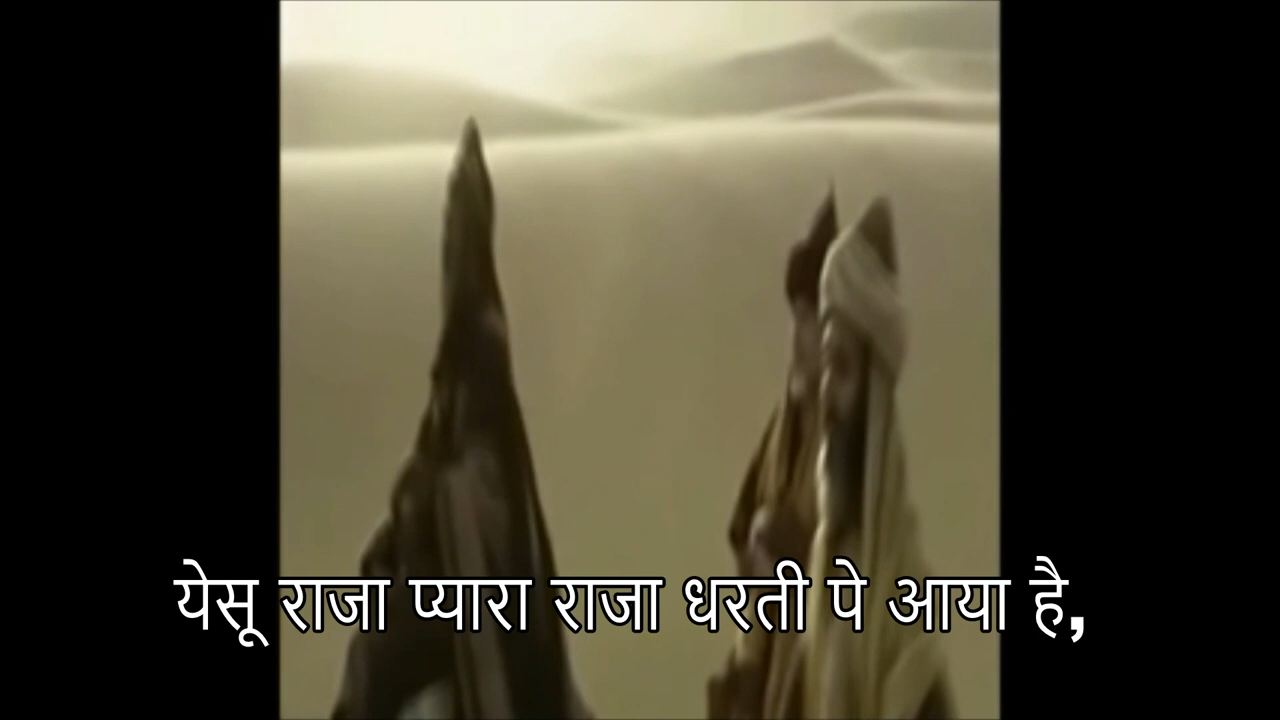 येसू राजा प्यारा राजा धरती पे आया है,